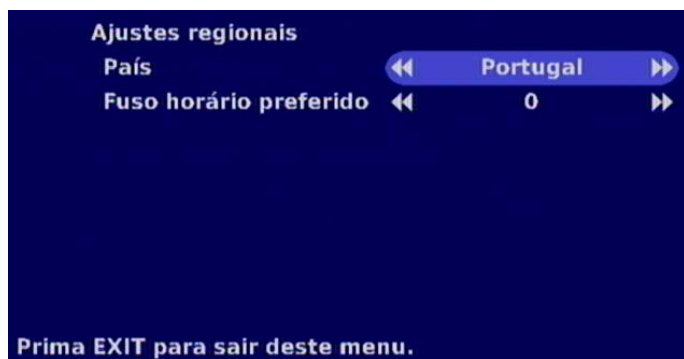 Ajustes regionais
País Portugal
Fuso horário preferido 0
Prima EXIT para sair deste menu.